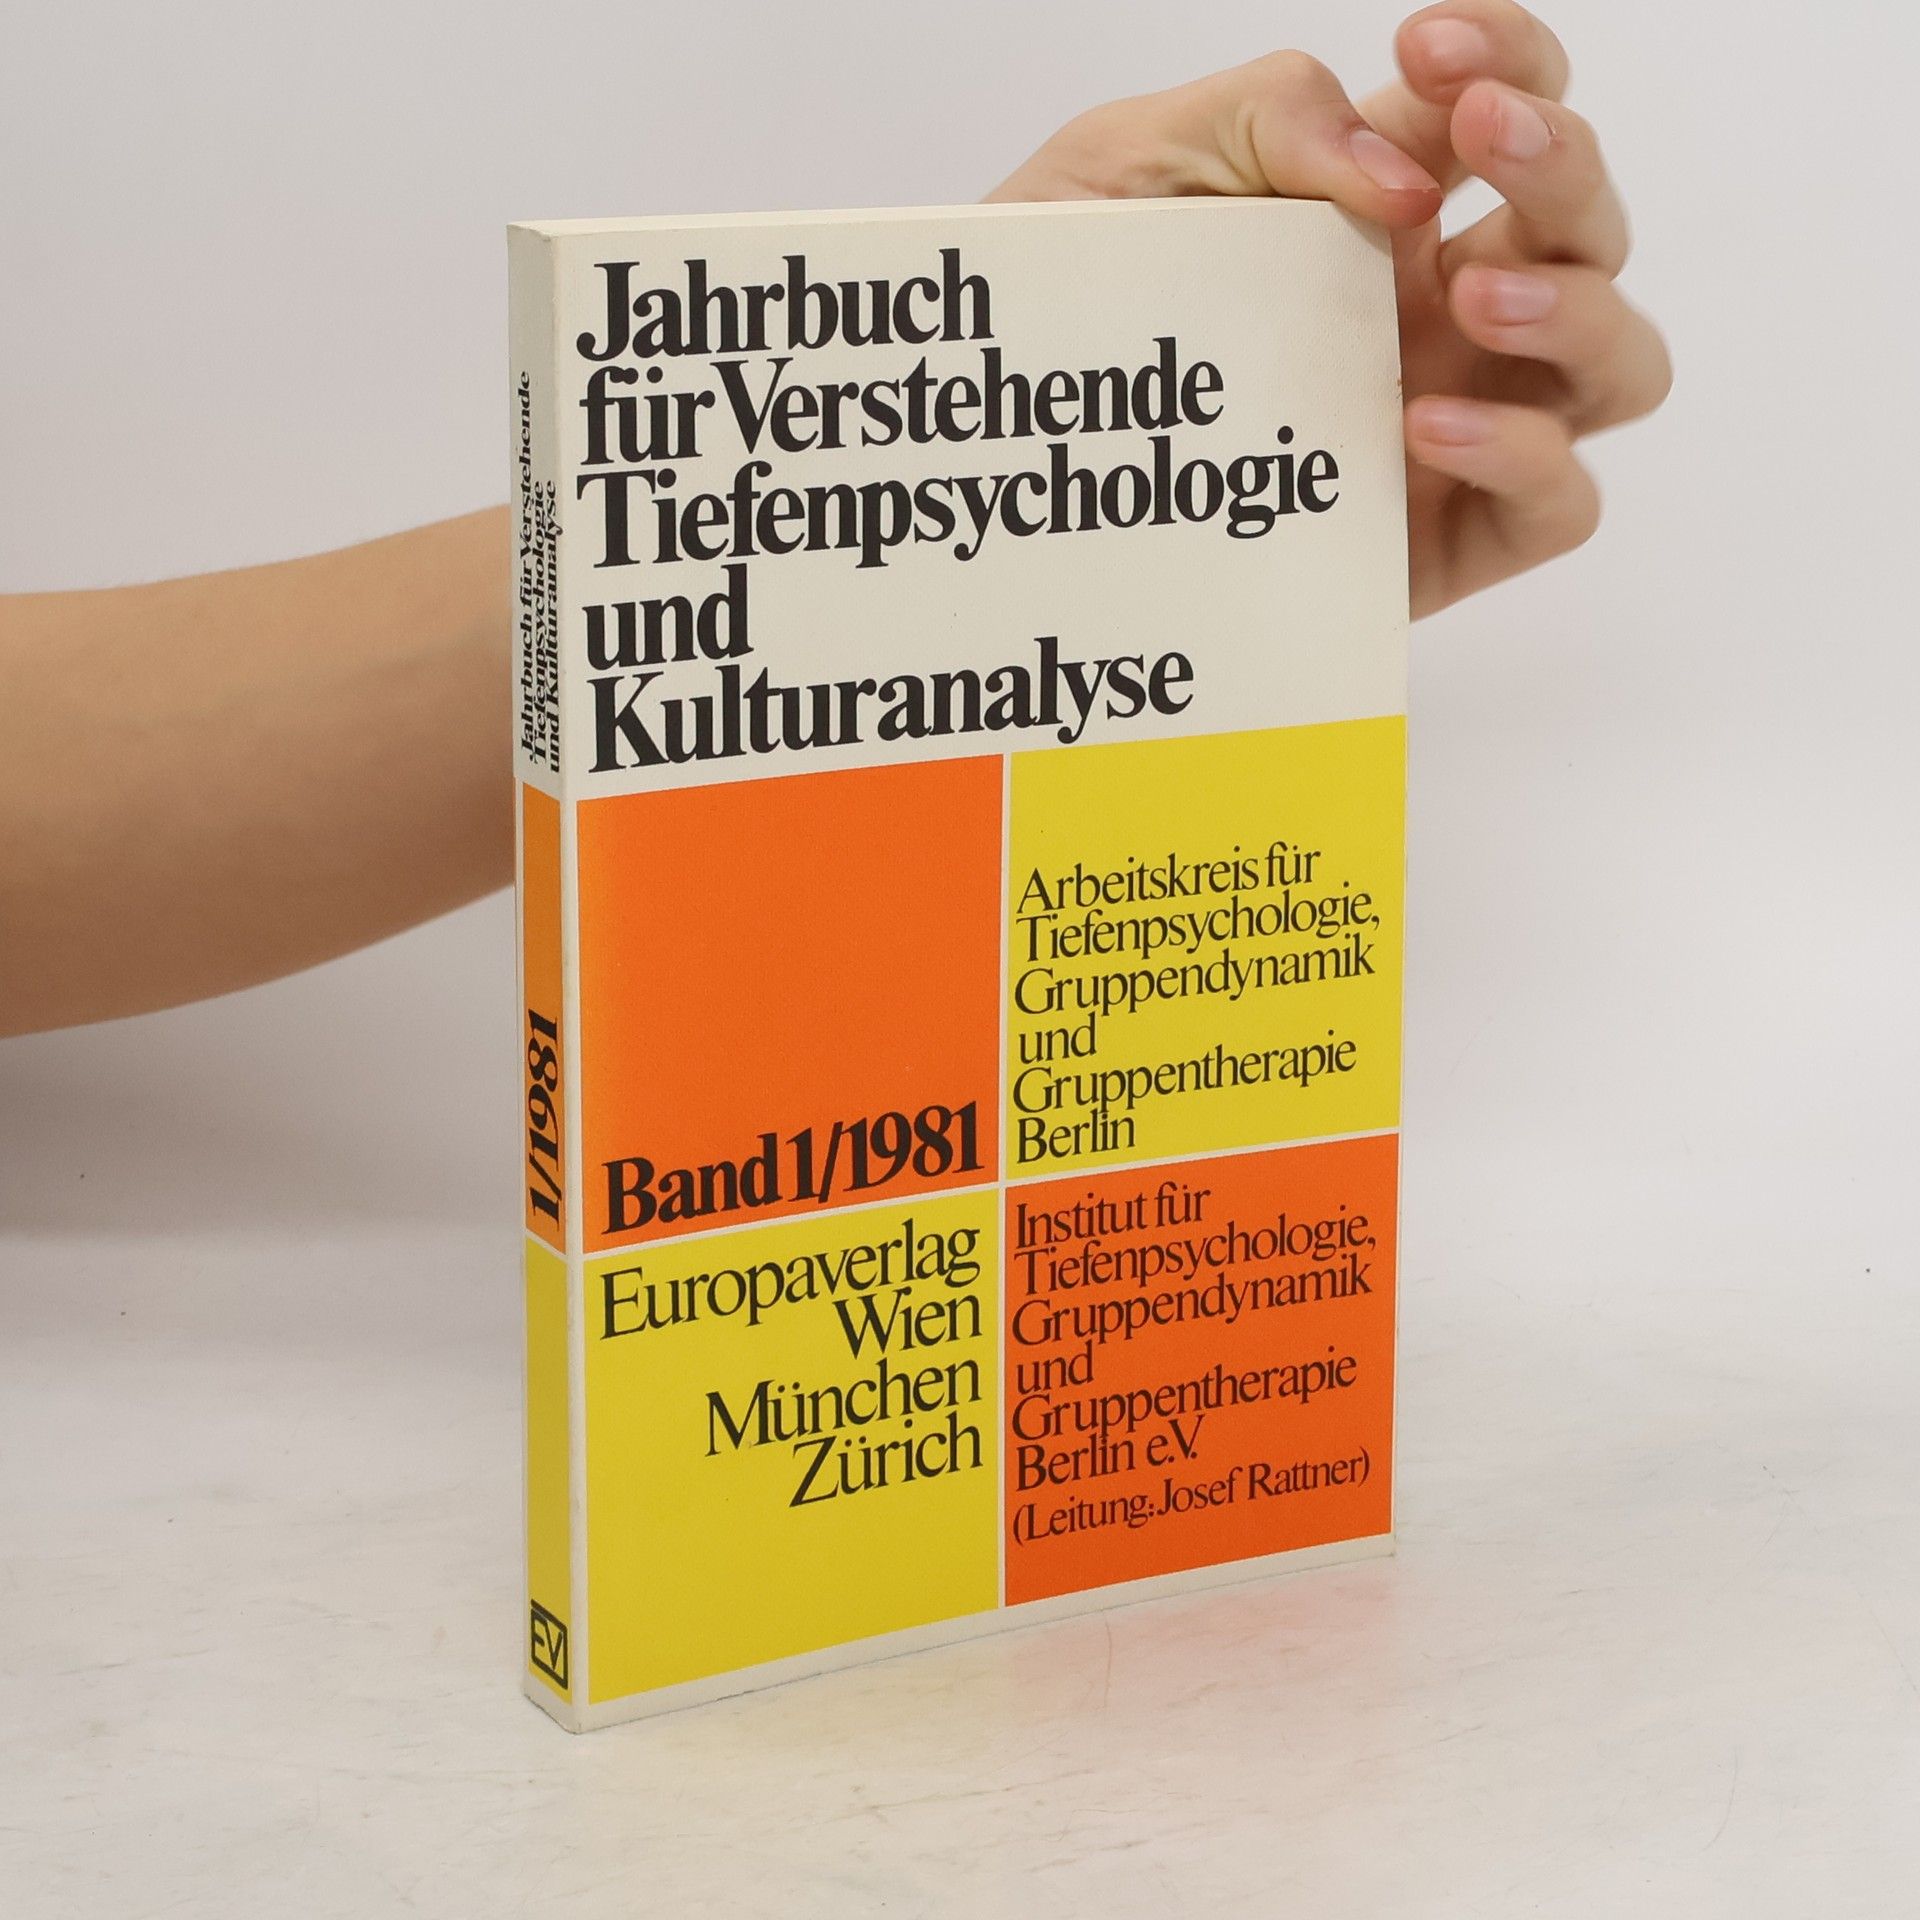 Jahrbuch
für Verstehende
Tiefenpsychologie
und
Kulturanalyse
Band 1/1981
Arbeitskreis für
Tiefenpsychologie,
Gruppendynamik
und
Gruppentherapie
Berlin
Europaverlag
Wien
München
Zürich
Institut für
Tiefenpsychologie,
Gruppendynamik
und
Gruppentherapie
Berlin e.V.
(Leitung: Josef Rattner)
Jahrbuch für Verstehende
Tiefenpsychologie
und Kulturanalyse
1/1981
EV